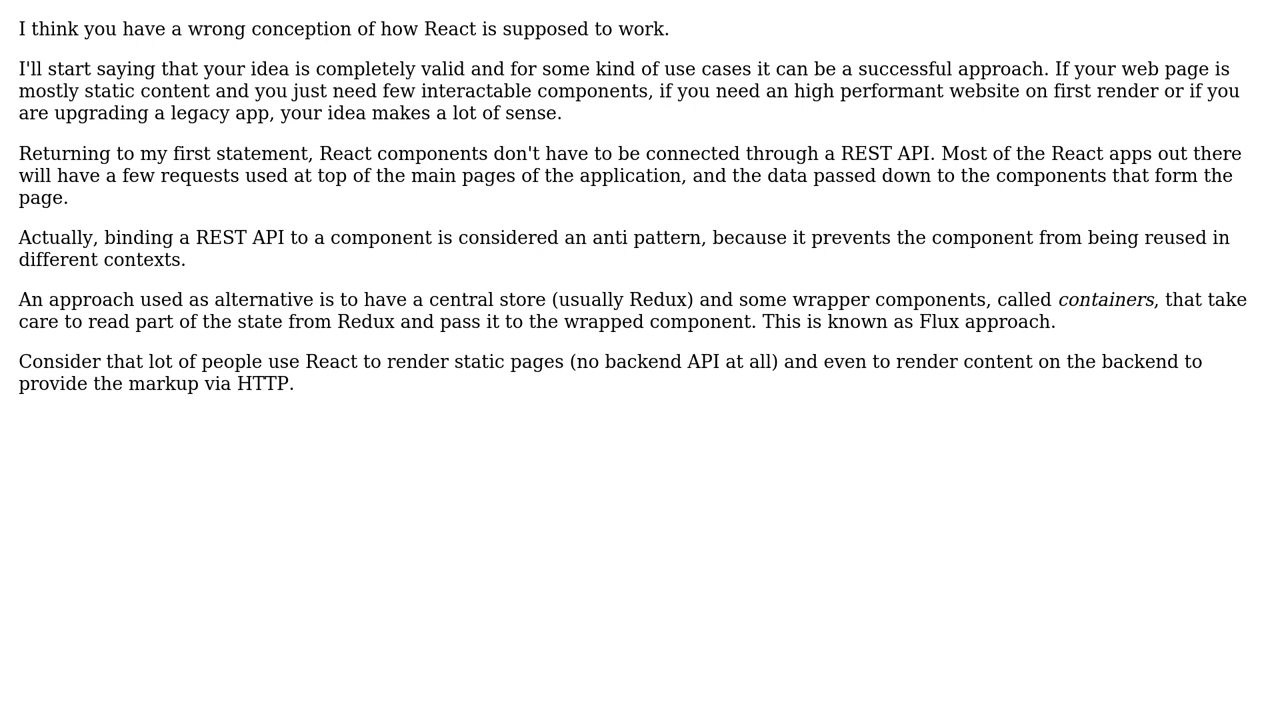 I think you have a wrong conception of how React is supposed to work.
I'll start saying that your idea is completely valid and for some kind of use cases it can be a successful approach. If your web page is
mostly static content and you just need few interactable components, if you need an high performant website on first render or if you
are upgrading a legacy app, your idea makes a lot of sense.
Returning to my first statement, React components don't have to be connected through a REST API. Most of the React apps out there
will have a few requests used at top of the main pages of the application, and the data passed down to the components that form the
page.
Actually, binding a REST API to a component is considered an anti pattern, because it prevents the component from being reused in
different contexts.
An approach used as alternative is to have a central store (usually Redux) and some wrapper components, called containers, that take
care to read part of the state from Redux and pass it to the wrapped component. This is known as Flux approach.
Consider that lot of people use React to render static pages (no backend API at all) and even to render content on the backend to
provide the markup via HTTP.